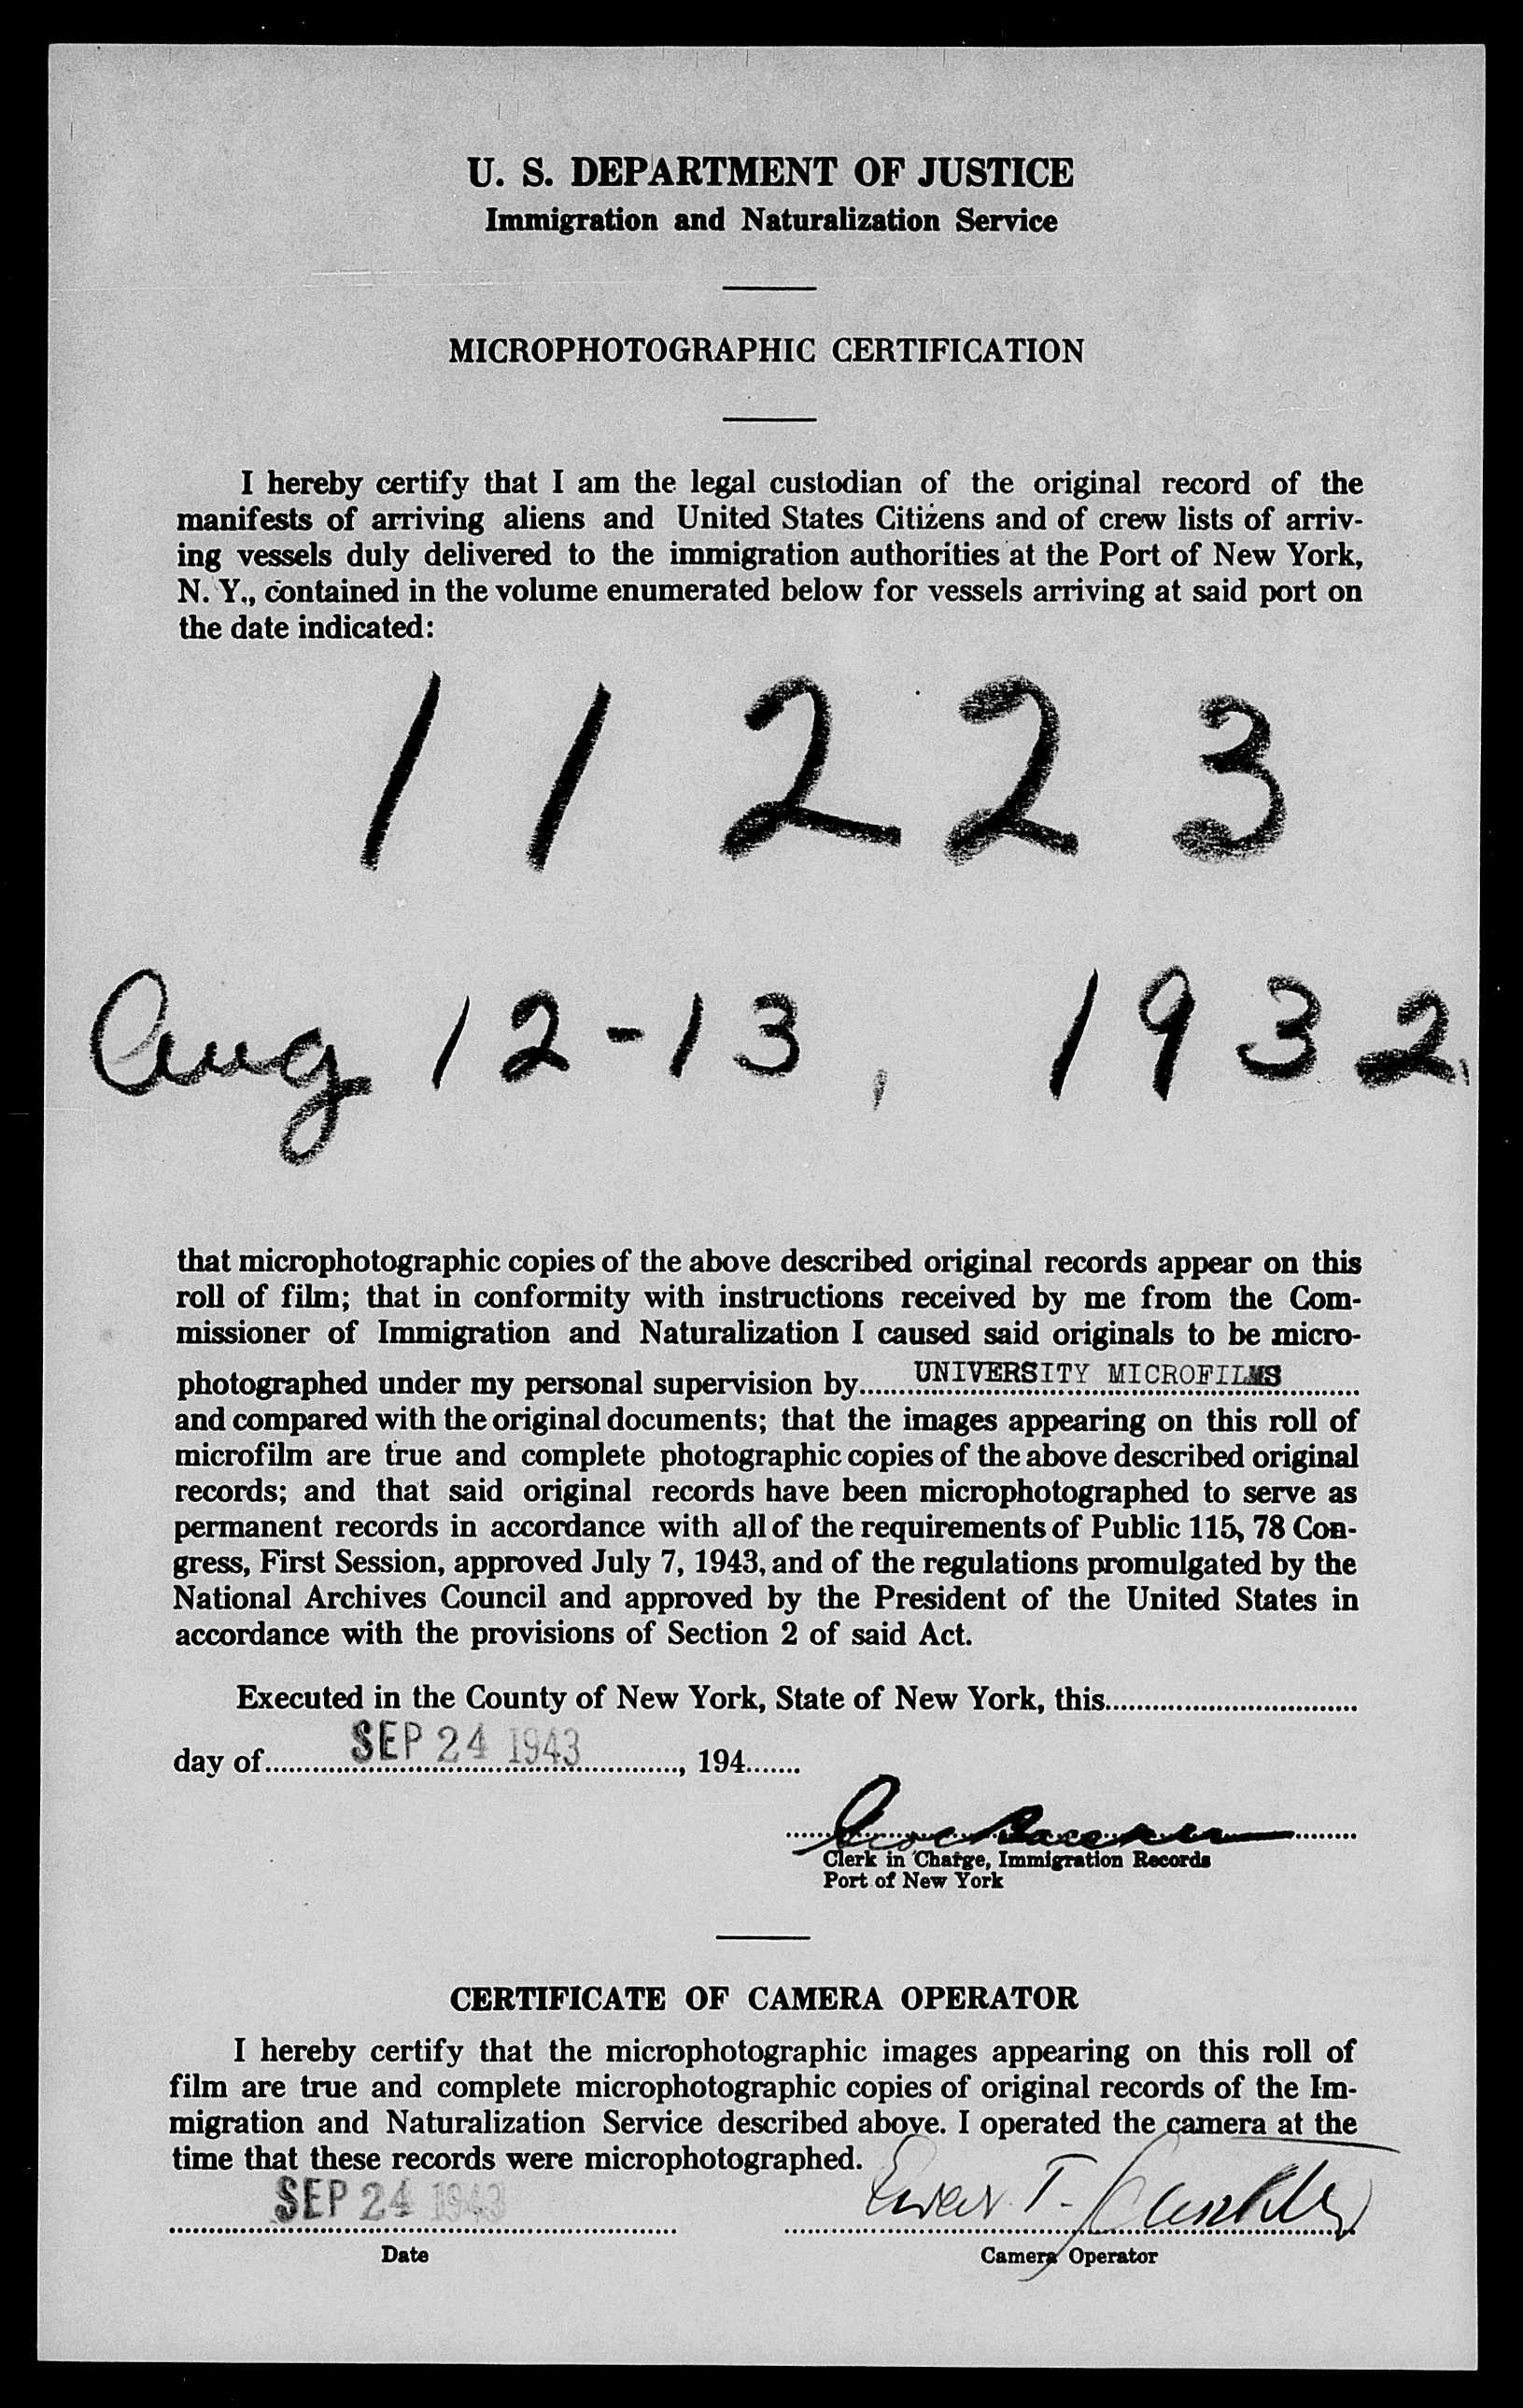 U. S. DEPARTMENT OF JUSTICE
Immigration and Naturalization Service
MICROPHOTOGRAPHIC CERTIFICATION
I hereby certify that I am the legal custodian of the original record of the
manifests of arriving aliens and United States Citizens and of crew lists of arriv-
ing vessels duly delivered to the immigration authorities at the Port of New York,
N. Y., contained in the volume enumerated below for vessels arriving at said port on
the date indicated:
11223
Aug 12-13, 1932
that microphotographic copies of the above described original records appear on this
roll of film; that in conformity with instructions received by me from the Com-
missioner of Immigration and Naturalization I caused said originals to be micro-
photographed under my personal supervision by UNIVERSITY MICROFILMS
and compared with the original documents; that the images appearing on this roll of
microfilm are true and complete photographic copies of the above described original
records; and that said original records have been microphotographed to serve as
permanent records in accordance with all of the requirements of Public 115, 78 Con-
gress, First Session, approved July 7, 1943, and of the regulations promulgated by the
National Archives Council and approved by the President of the United States in
accordance with the provisions of Section 2 of said Act.
Executed in the County of New York, State of New York, this
day of SEP 24 1943, 194
Clerk in Charge, Immigration Records
Port of New York
CERTIFICATE OF CAMERA OPERATOR
I hereby certify that the microphotographic images appearing on this roll of
film are true and complete microphotographic copies of original records of the Im-
migration and Naturalization Service described above. I operated the camera at the
time that these records were microphotographed.
SEP 24 1943 T.
Date Camera Operator